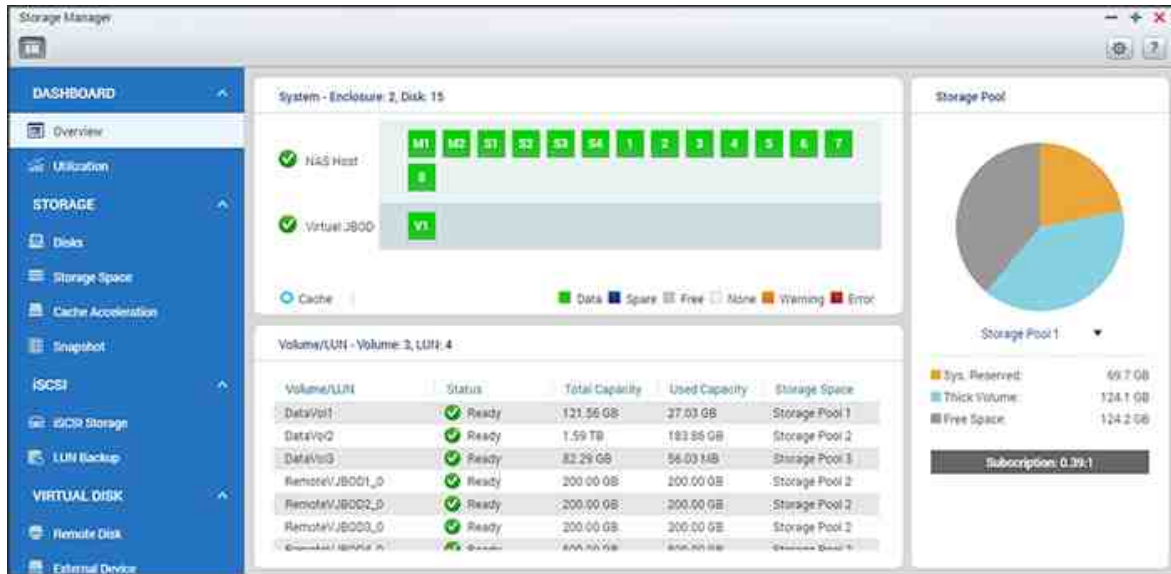 Storage Manager
DASHBOARD
Overview
Utilization
STORAGE
Disks
Storage Space
Cache Acceleration
Snapshot
iSCSI
iSCSI Storage
LUN Backup
VIRTUAL DISK
Remote Disk
External Device
System - Enclosure: 2, Disk: 15
NAS Host M1 M2 S1 S2 S3 S4 1 2 3 4 5 6 7
8
Virtual JBOD V1
Cache Data Spare Free None Warning Error
Volume/LUN - Volume: 3, LUN: 4
Volume/LUN Status Total Capacity Used Capacity Storage Space
DataVol1 Ready 121.56 GB 27.03 GB Storage Pool 1
DataVol2 Ready 1.59 TB 183.86 GB Storage Pool 2
DataVol3 Ready 82.29 GB 56.03 MB Storage Pool 3
RemoteVJBOD1_0 Ready 200.00 GB 200.00 GB Storage Pool 2
RemoteVJBOD2_0 Ready 200.00 GB 200.00 GB Storage Pool 2
RemoteVJBOD3_0 Ready 200.00 GB 200.00 GB Storage Pool 2
Storage Pool
Storage Pool 1
Sys. Reserved: 69.7 GB
Thick Volume: 124.1 GB
Free Space: 124.2 GB
Subscription: 0.39:1